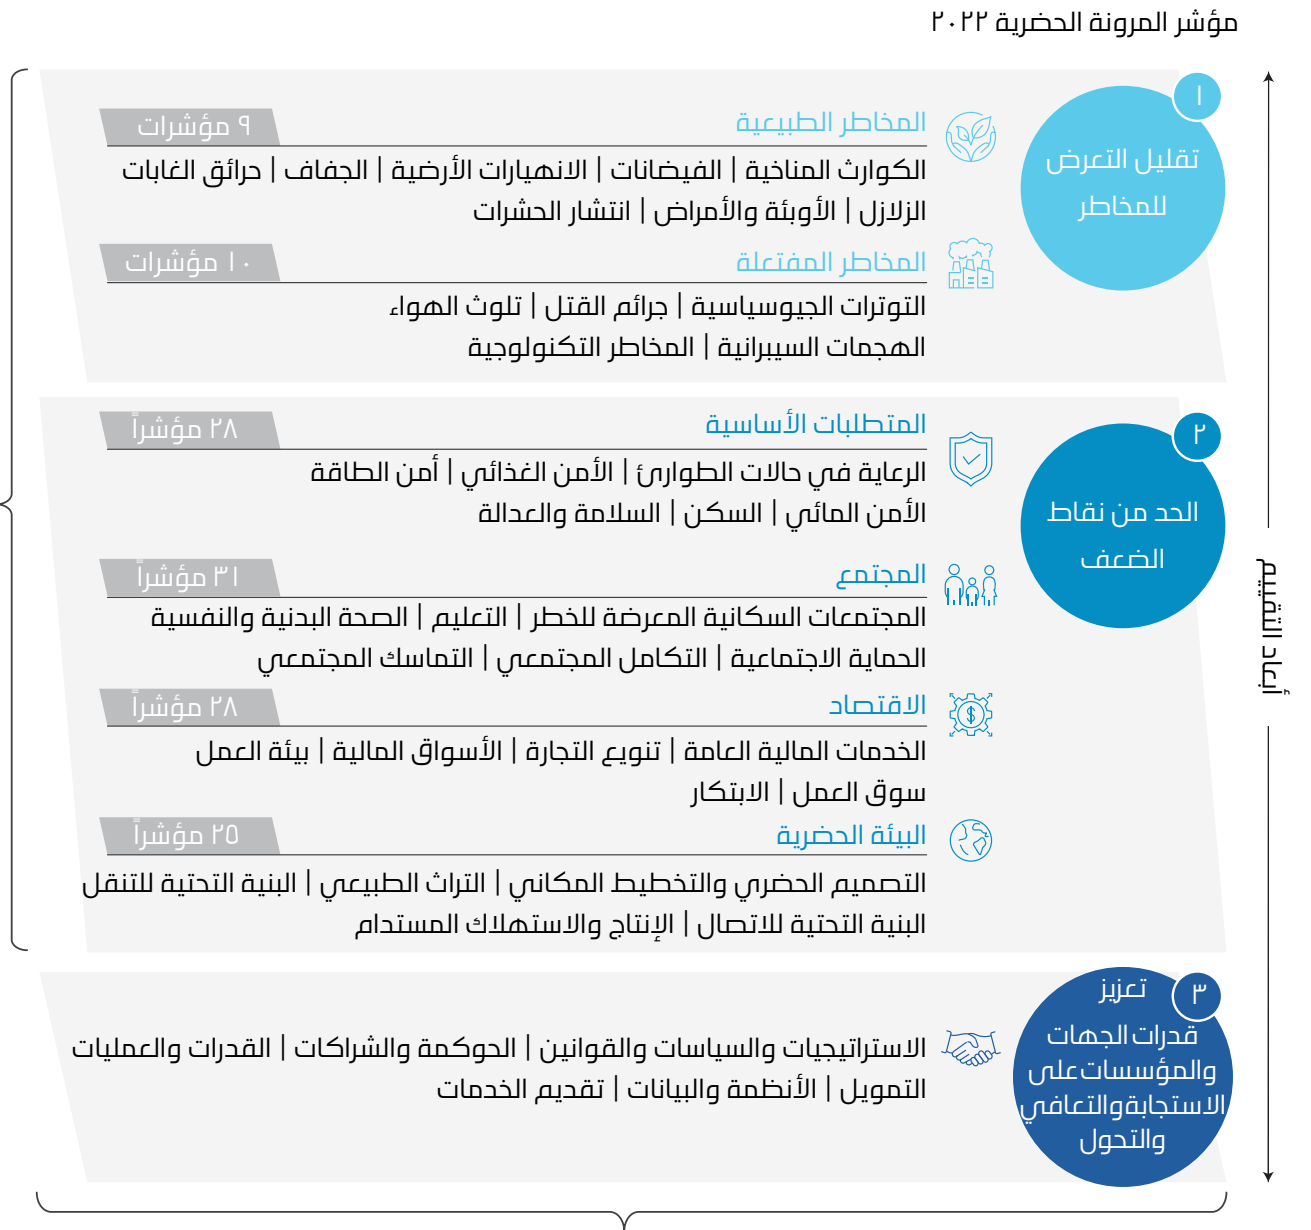 مؤشر المرونة الحضرية ٢٠٢٢
١
تقليل التعرض
للمخاطر
المخاطر الطبيعية
٩ مؤشرات
الكوارث المناخية | الفيضانات | الانهيارات الأرضية | الجفاف | حرائق الغابات
الزلازل | الأوبئة والأمراض | انتشار الحشرات
المخاطر المفتعلة
١٠ مؤشرات
التوترات الجيوسياسية | جرائم القتل | تلوث الهواء
الهجمات السيبرانية | المخاطر التكنولوجية
٢
الحد من نقاط
الضعف
المتطلبات الأساسية
٢٨ مؤشراً
الرعاية في حالات الطوارئ | الأمن الغذائي | أمن الطاقة
الأمن المائي | السكن | السلامة والعدالة
المجتمع
٣١ مؤشراً
المجتمعات السكانية المعرضة للخطر | التعليم | الصحة البدنية والنفسية
الحماية الاجتماعية | التكامل المجتمعي | التماسك المجتمعي
الاقتصاد
٢٨ مؤشراً
الخدمات المالية العامة | تنويع التجارة | الأسواق المالية | بيئة العمل
سوق العمل | الابتكار
البيئة الحضرية
٢٥ مؤشراً
التصميم الحضري والتخطيط المكاني | التراث الطبيعي | البنية التحتية للتنقل
البنية التحتية للاتصال | الإنتاج والاستهلاك المستدام
٣
تعزيز
قدرات الجهات
والمؤسسات على
الاستجابة والتعافي
والتحول
الاستراتيجيات والسياسات والقوانين | الحوكمة والشراكات | القدرات والعمليات
التمويل | الأنظمة والبيانات | تقديم الخدمات
أبعاد التقييم